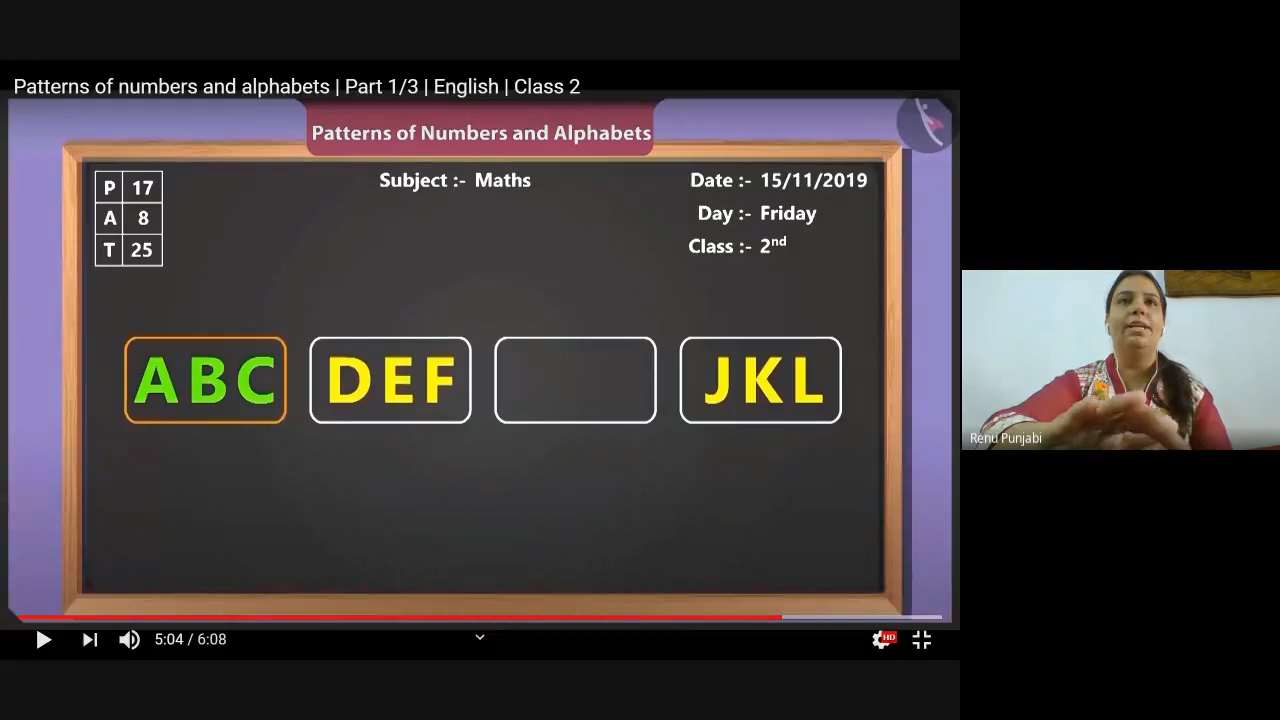 Patterns of numbers and alphabets | Part 1/3 | English | Class 2
Patterns of Numbers and Alphabets
P 17
A 8
T 25
Subject :- Maths
Date :- 15/11/2019
Day :- Friday
Class :- 2nd
ABC DEF JKL
Renu Punjabi
5:04 / 6:08
HD